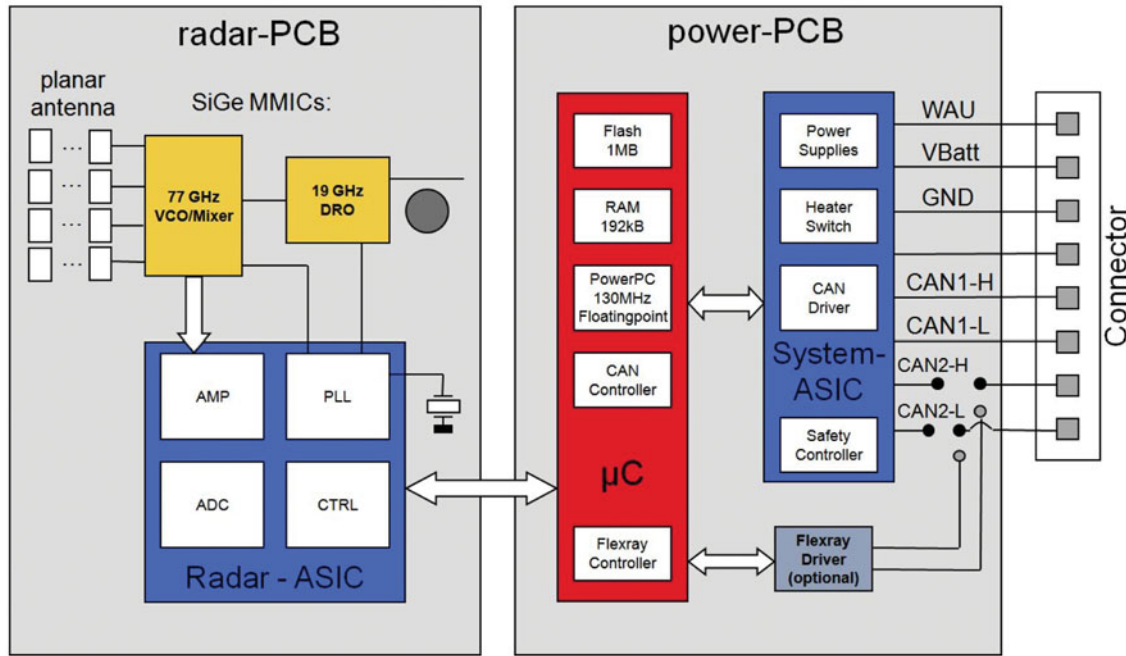 radar-PCB
planar
antenna
SiGe MMICs:
77 GHz
VCO/Mixer
19 GHz
DRO
AMP
PLL
ADC
CTRL
Radar - ASIC
power-PCB
Flash
1MB
RAM
192kB
PowerPC
130MHz
Floatingpoint
CAN
Controller
µC
Flexray
Controller
Power
Supplies
Heater
Switch
CAN
Driver
System-
ASIC
Safety
Controller
Flexray
Driver
(optional)
WAU
VBatt
GND
CAN1-H
CAN1-L
CAN2-H
CAN2-L
Connector